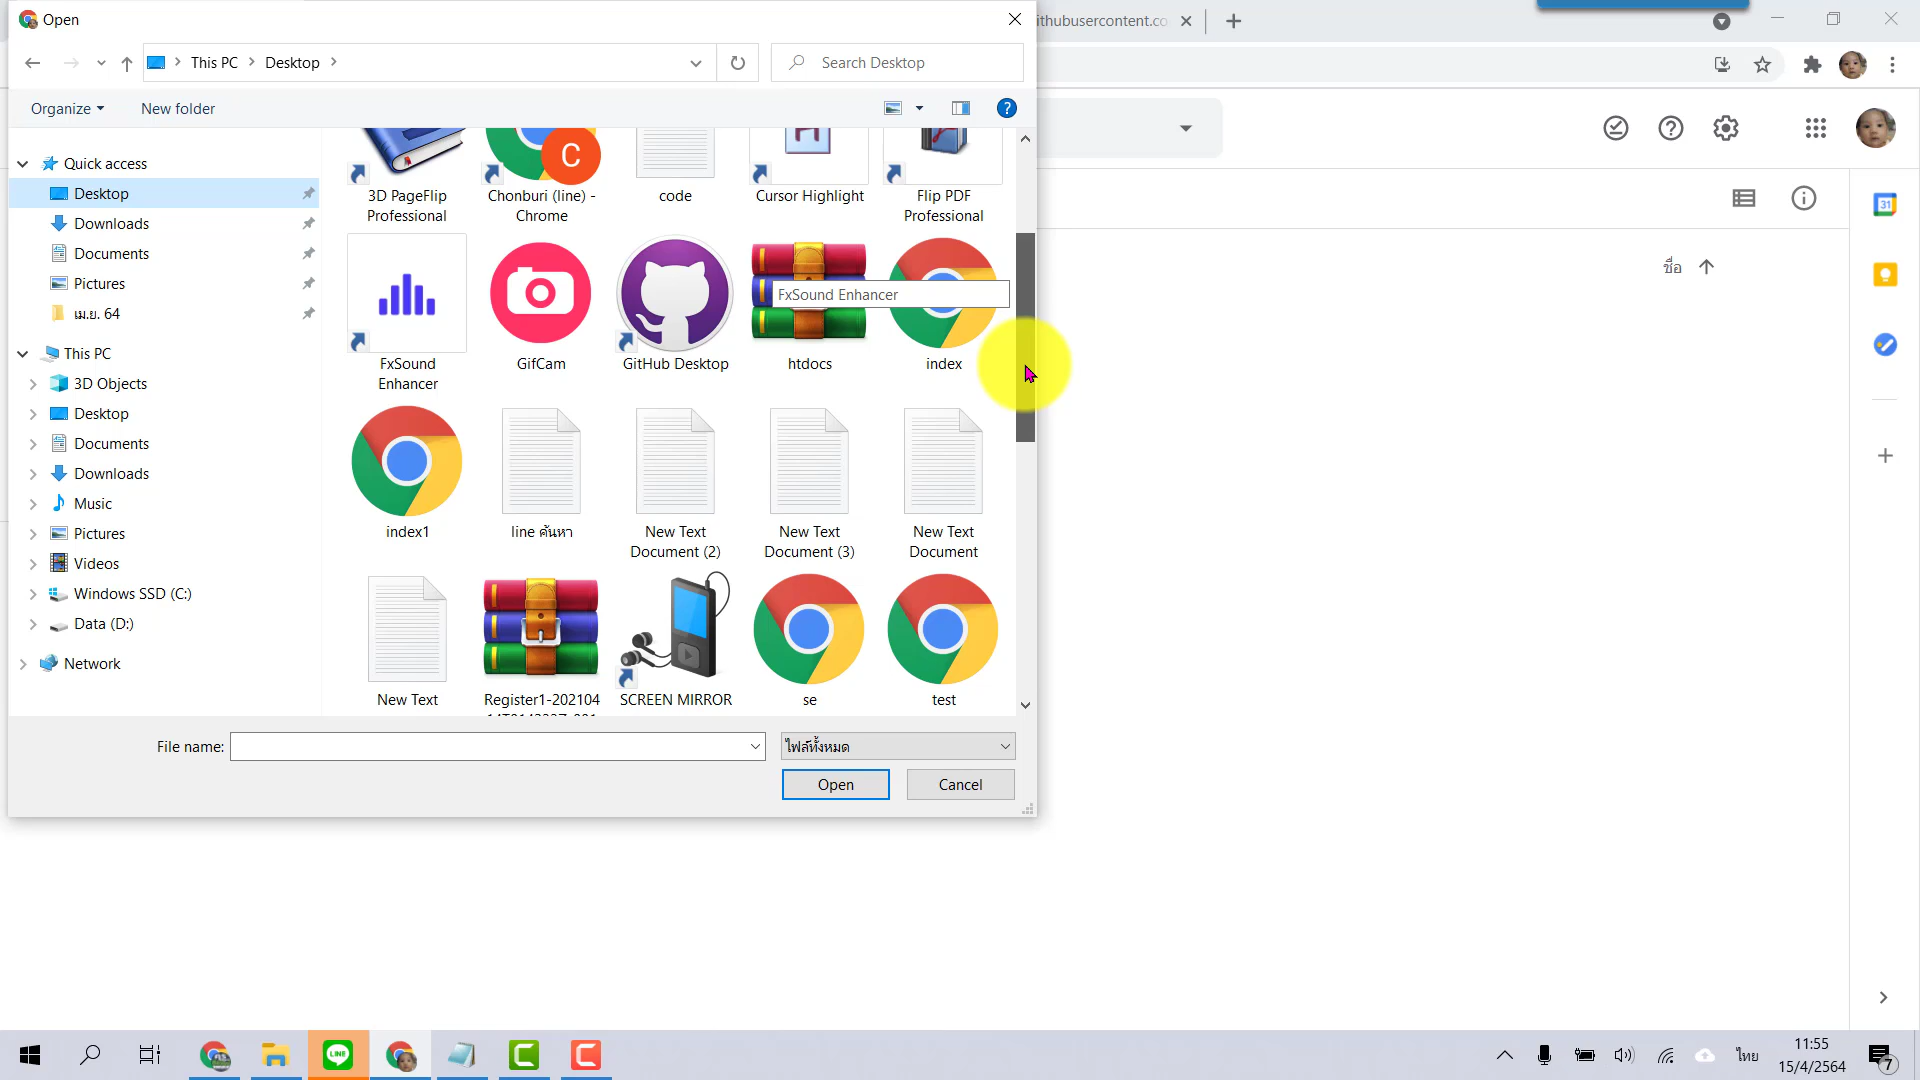 Open
ithubusercontent.co
This PC
Desktop
Search Desktop
Organize
New folder
Quick access
Desktop
Downloads
Documents
Pictures
เม.ย. 64
This PC
3D Objects
Desktop
Documents
Downloads
Music
Pictures
Videos
Windows SSD (C:)
Data (D:)
Network
C
3D PageFlip
Professional
Chonburi (line) -
Chrome
code
Cursor Highlight
Flip PDF
Professional
FxSound
Enhancer
GifCam
GitHub Desktop
htdocs
index
FxSound Enhancer
index1
line ค้นหา
New Text
Document (2)
New Text
Document (3)
New Text
Document
New Text
Register1-202104
SCREEN MIRROR
se
test
File name:
ไฟล์ทั้งหมด
Open
Cancel
ชื่อ
31
LINE
ไทย
11:55
15/4/2564
7